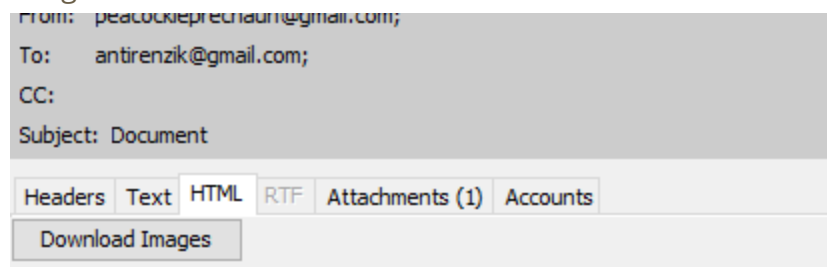 From: peacockleprechaun@gmail.com;
To: antirenzik@gmail.com;
CC:
Subject: Document
Headers Text HTML RTF Attachments (1) Accounts
Download Images